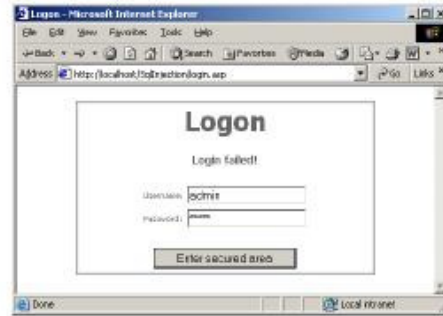 Logon - Microsoft Internet Explorer
File Edit View Favorites Tools Help
Back Search Favorites Media
Address http://localhost/SqlInjection/login.asp Go Links »
Logon
Login failed!
Username: admin
Password: *****
Enter secured area
Done Local intranet